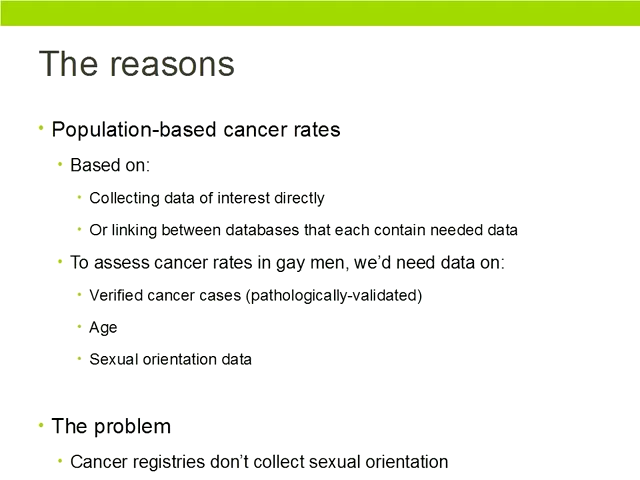 The reasons
• Population-based cancer rates
• Based on:
• Collecting data of interest directly
• Or linking between databases that each contain needed data
• To assess cancer rates in gay men, we’d need data on:
• Verified cancer cases (pathologically-validated)
• Age
• Sexual orientation data
• The problem
• Cancer registries don’t collect sexual orientation